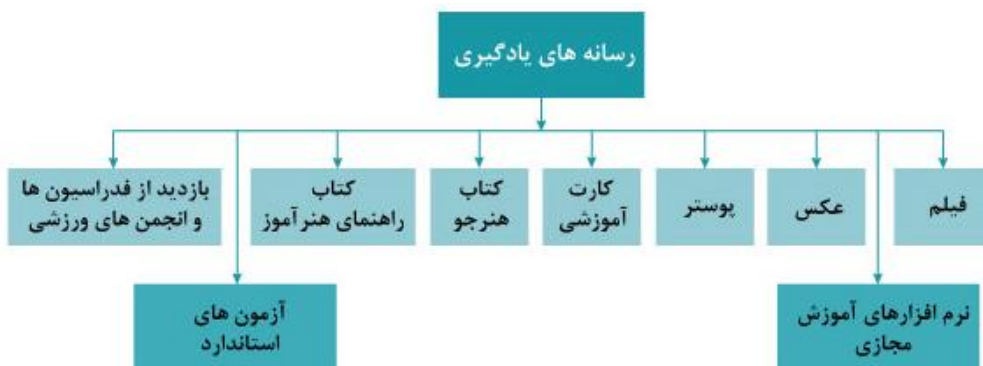 رسانه های یادگیری
فیلم
عکس
پوستر
کارت
آموزشی
کتاب
هنرجو
کتاب
راهنمای هنرآموز
بازدید از فدراسیون ها
و انجمن های ورزشی
نرم افزارهای آموزش
مجازی
آزمون های
استاندارد